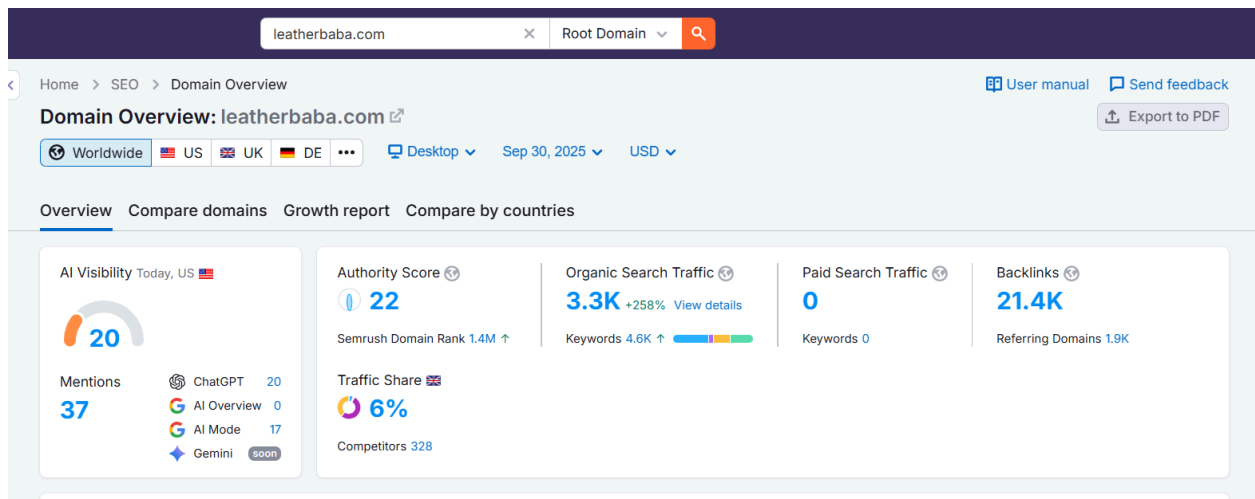 leatherbaba.com
Root Domain
Home > SEO > Domain Overview
User manual
Send feedback
Domain Overview: leatherbaba.com
Export to PDF
Worldwide US UK DE ••• Desktop Sep 30, 2025 USD
Overview Compare domains Growth report Compare by countries
AI Visibility Today, US
20
Mentions
37
ChatGPT 20
AI Overview 0
AI Mode 17
Gemini soon
Authority Score
22
Semrush Domain Rank 1.4M ↑
Organic Search Traffic
3.3K +258% View details
Keywords 4.6K ↑
Paid Search Traffic
0
Keywords 0
Backlinks
21.4K
Referring Domains 1.9K
Traffic Share
6%
Competitors 328